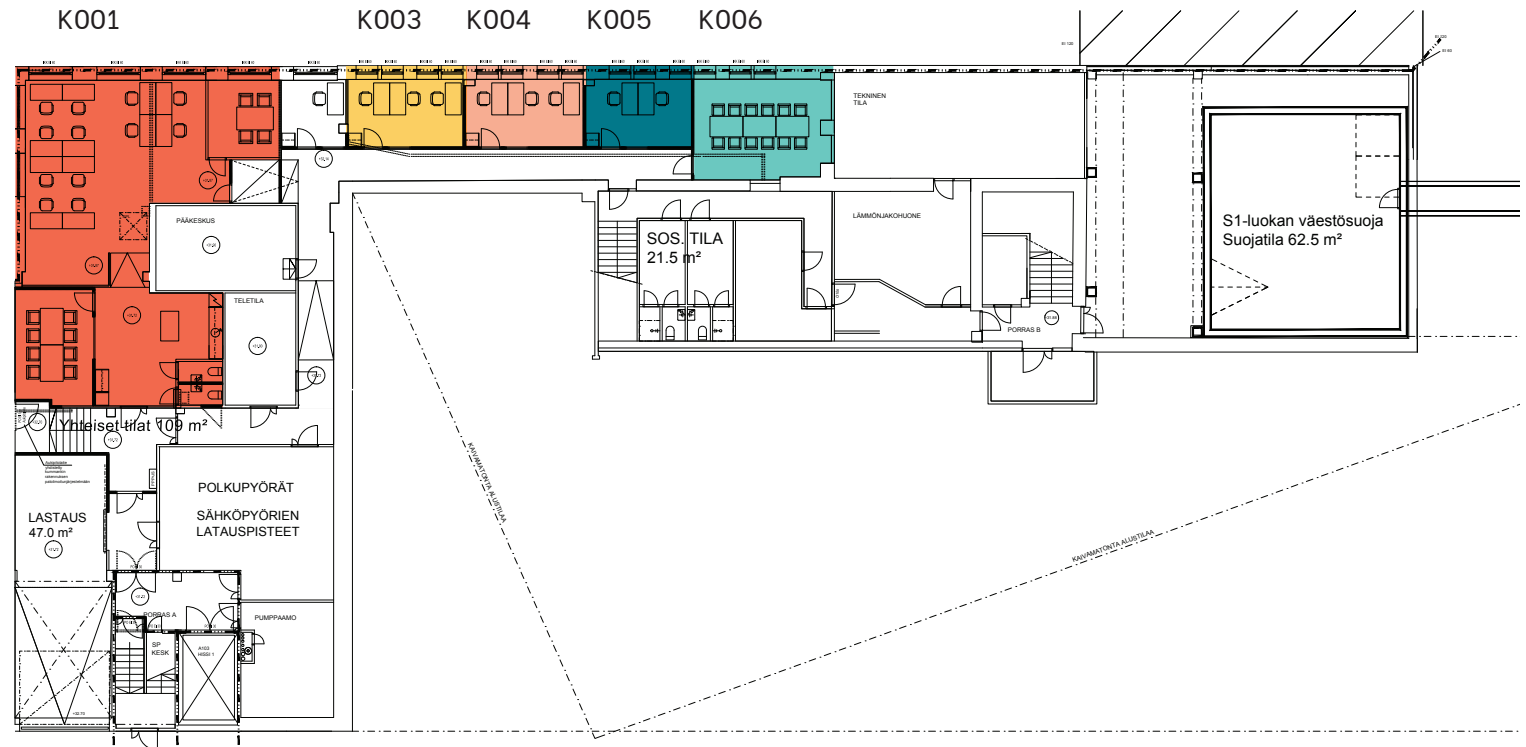 K001 K003 K004 K005 K006
TEKNINEN
TILA
PÄÄKESKUS
LÄMMÖNJAKOHUONE
S1-luokan väestösuoja
Suojatila 62.5 m²
SOS. TILA
21.5 m²
TELETILA
PORRAS B
Yhteiset tilat 109 m²
KAIVAMATONTA ALUSTILAA
POLKUPYÖRÄT
SÄHKÖPYÖRIEN
LATAUSPISTEET
LASTAUS
47.0 m²
KAIVAMATONTA ALUSTILAA
PORRAS A
PUMPPAAMO
SP
KESK
A103
HISSI 1